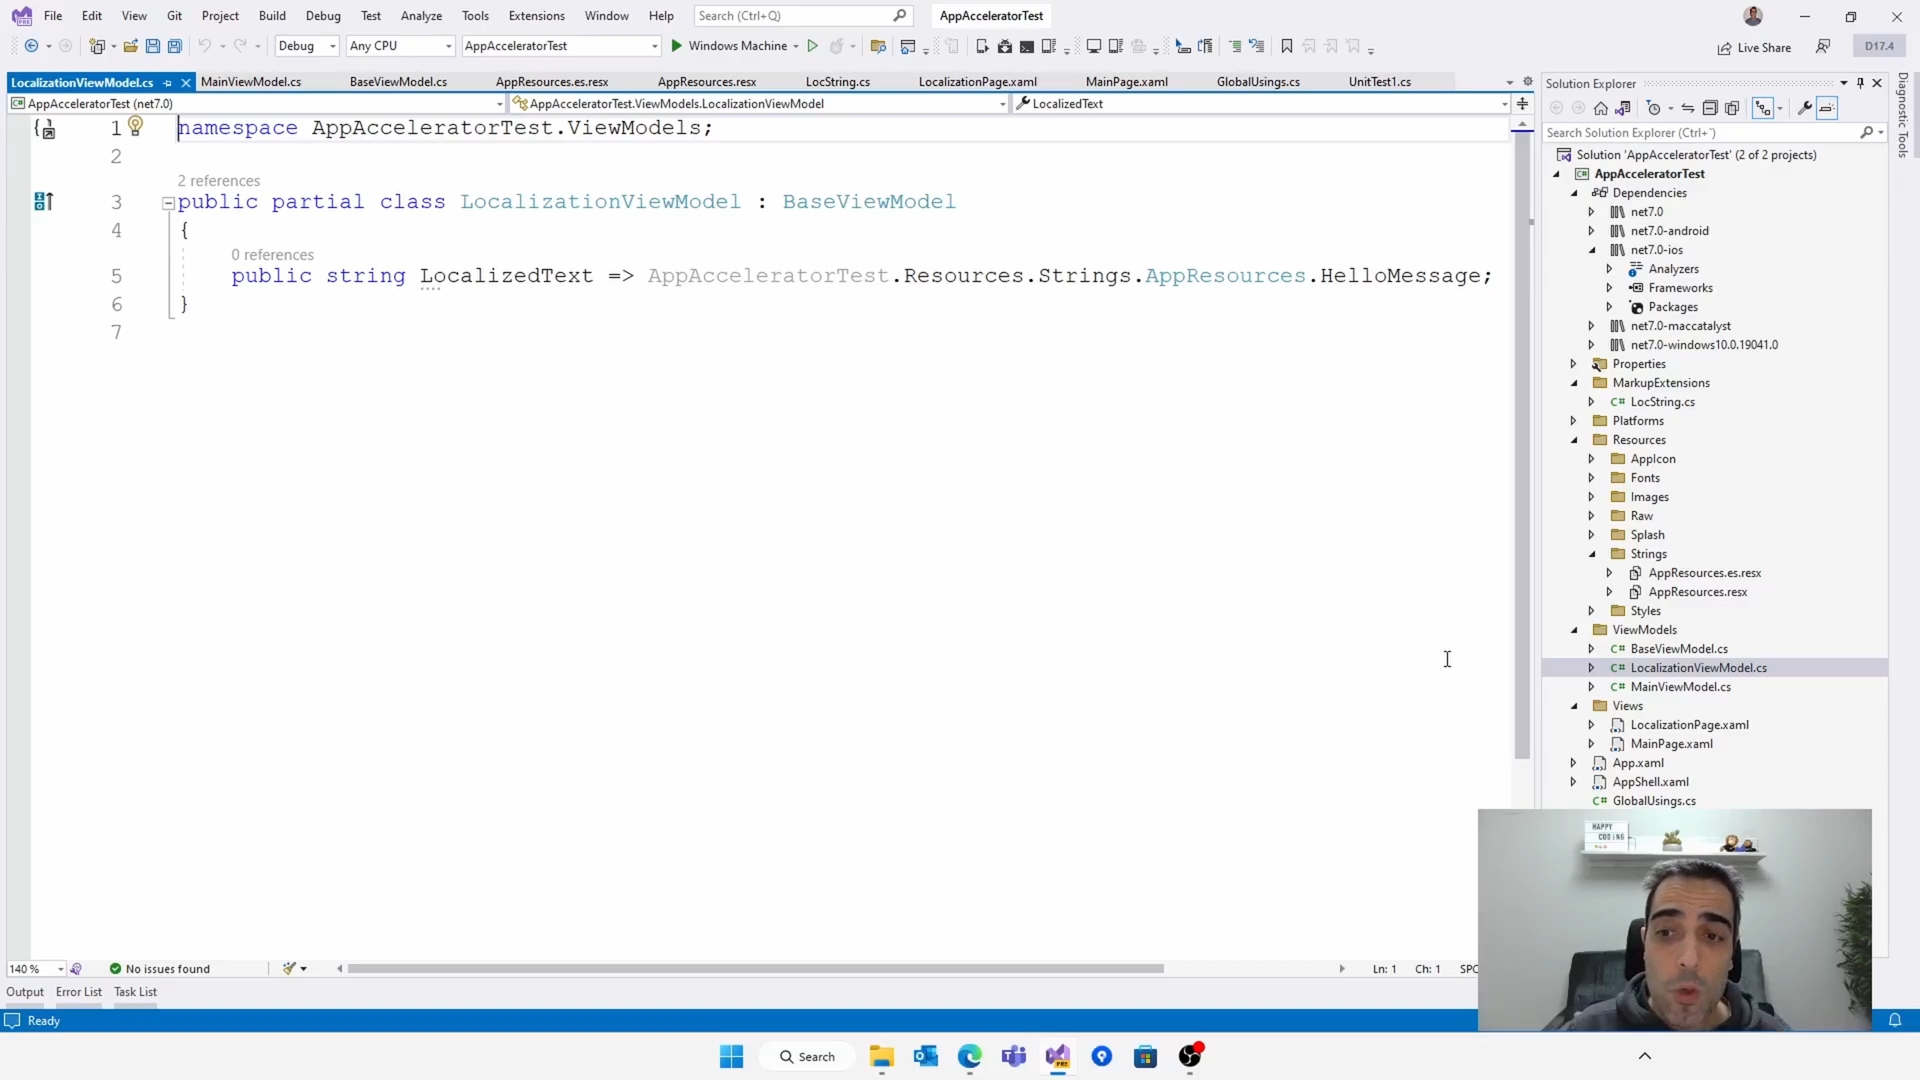 File Edit View Git Project Build Debug Test Analyze Tools Extensions Window Help Search (Ctrl+Q) AppAcceleratorTest
Debug Any CPU AppAcceleratorTest Windows Machine Live Share D17.4
LocalizationViewModel.cs MainViewModel.cs BaseViewModel.cs AppResources.es.resx AppResources.resx LocString.cs LocalizationPage.xaml MainPage.xaml GlobalUsings.cs UnitTest1.cs
AppAcceleratorTest (net7.0) AppAcceleratorTest.ViewModels.LocalizationViewModel LocalizedText
1 namespace AppAcceleratorTest.ViewModels;
2
2 references
3 public partial class LocalizationViewModel : BaseViewModel
4 {
0 references
5 public string LocalizedText => AppAcceleratorTest.Resources.Strings.AppResources.HelloMessage;
6 }
7
140 % No issues found Ln: 1 Ch: 1 SPC
Output Error List Task List
Ready
Solution Explorer
Search Solution Explorer (Ctrl+¨)
Solution 'AppAcceleratorTest' (2 of 2 projects)
AppAcceleratorTest
Dependencies
net7.0
net7.0-android
net7.0-ios
Analyzers
Frameworks
Packages
net7.0-maccatalyst
net7.0-windows10.0.19041.0
Properties
MarkupExtensions
C# LocString.cs
Platforms
Resources
AppIcon
Fonts
Images
Raw
Splash
Strings
AppResources.es.resx
AppResources.resx
Styles
ViewModels
C# BaseViewModel.cs
C# LocalizationViewModel.cs
C# MainViewModel.cs
Views
LocalizationPage.xaml
MainPage.xaml
App.xaml
AppShell.xaml
C# GlobalUsings.cs
Diagnostic Tools
HAPPY
CODING
Search